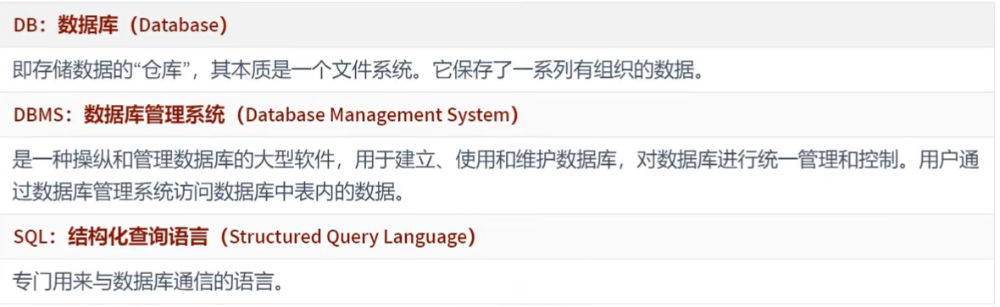 DB：数据库（Database）
即存储数据的“仓库”，其本质是一个文件系统。它保存了一系列有组织的数据。
DBMS：数据库管理系统（Database Management System）
是一种操纵和管理数据库的大型软件，用于建立、使用和维护数据库，对数据库进行统一管理和控制。用户通
过数据库管理系统访问数据库中表内的数据。
SQL：结构化查询语言（Structured Query Language）
专门用来与数据库通信的语言。